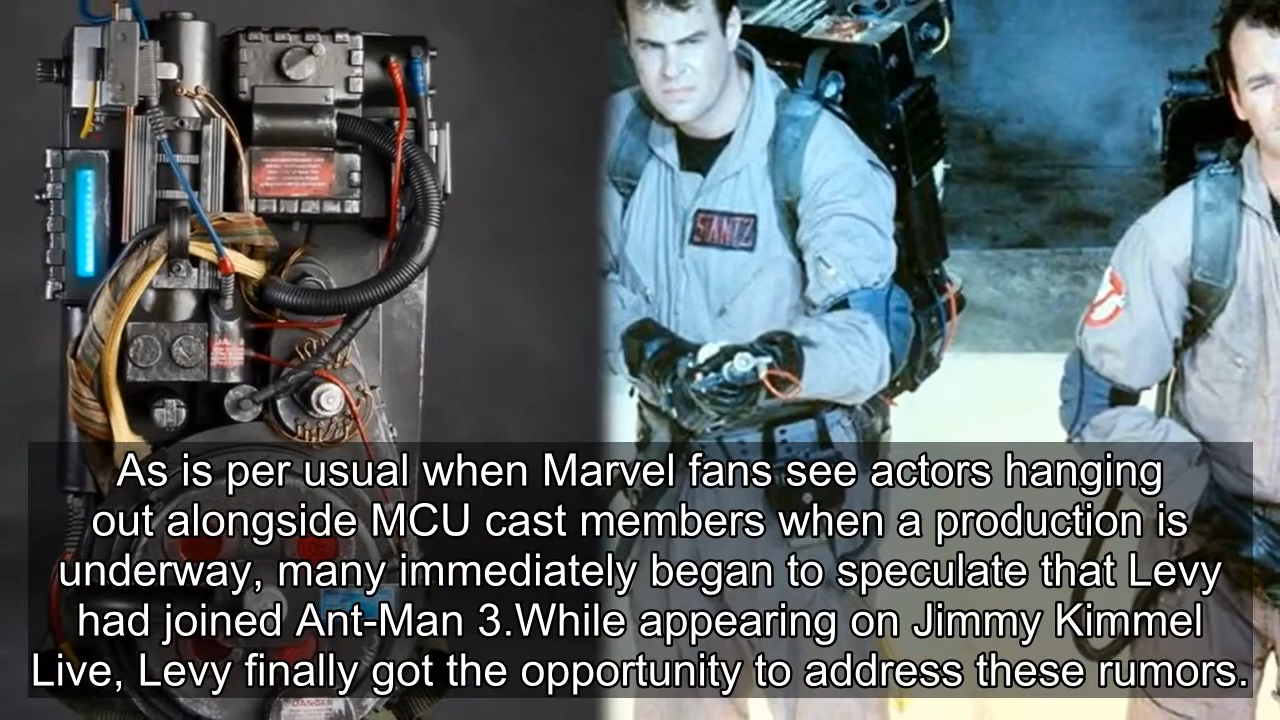 STANTZ
As is per usual when Marvel fans see actors hanging
out alongside MCU cast members when a production is
underway, many immediately began to speculate that Levy
had joined Ant-Man 3.While appearing on Jimmy Kimmel
Live, Levy finally got the opportunity to address these rumors.
DANGER